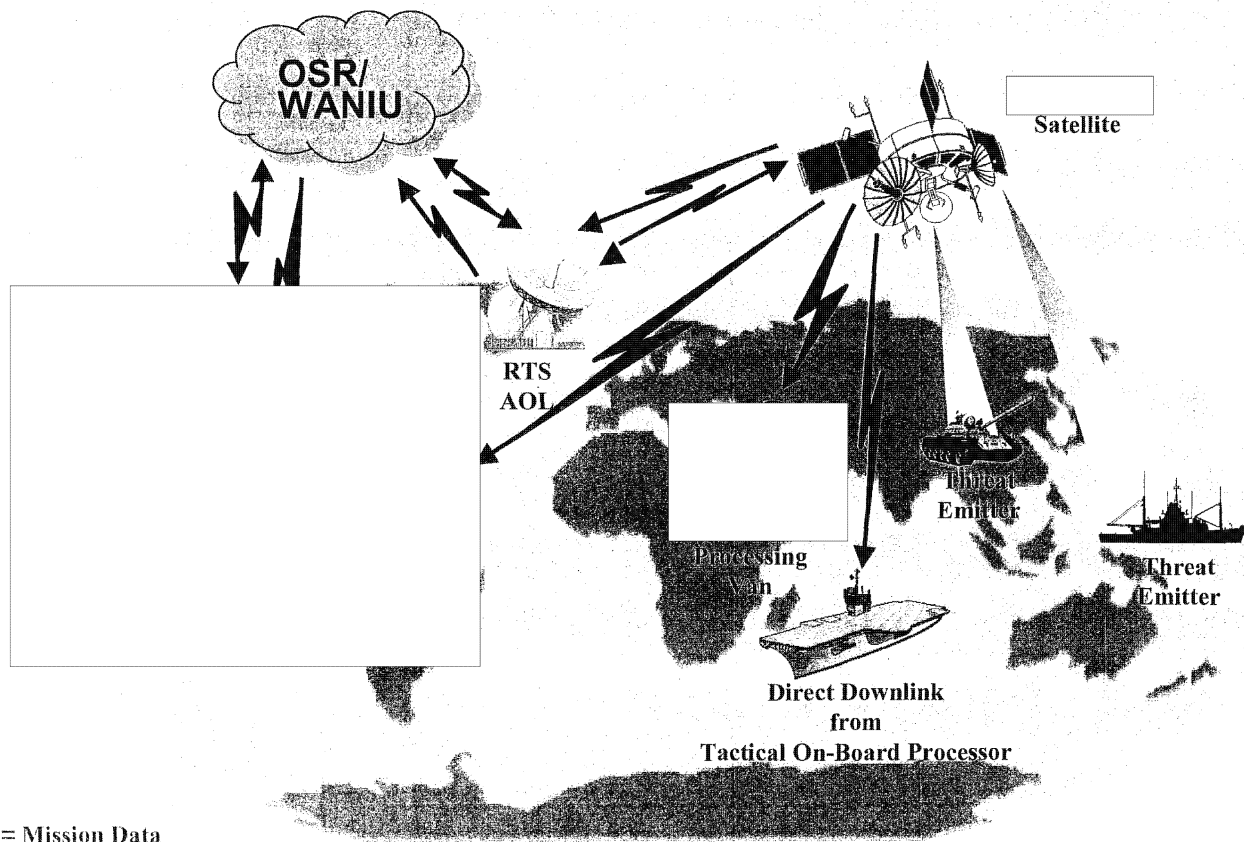 OSR/
WANIU
Satellite
RTS
AOL
Threat
Emitter
Processing
Van
Threat
Emitter
Direct Downlink
from
Tactical On-Board Processor
= Mission Data